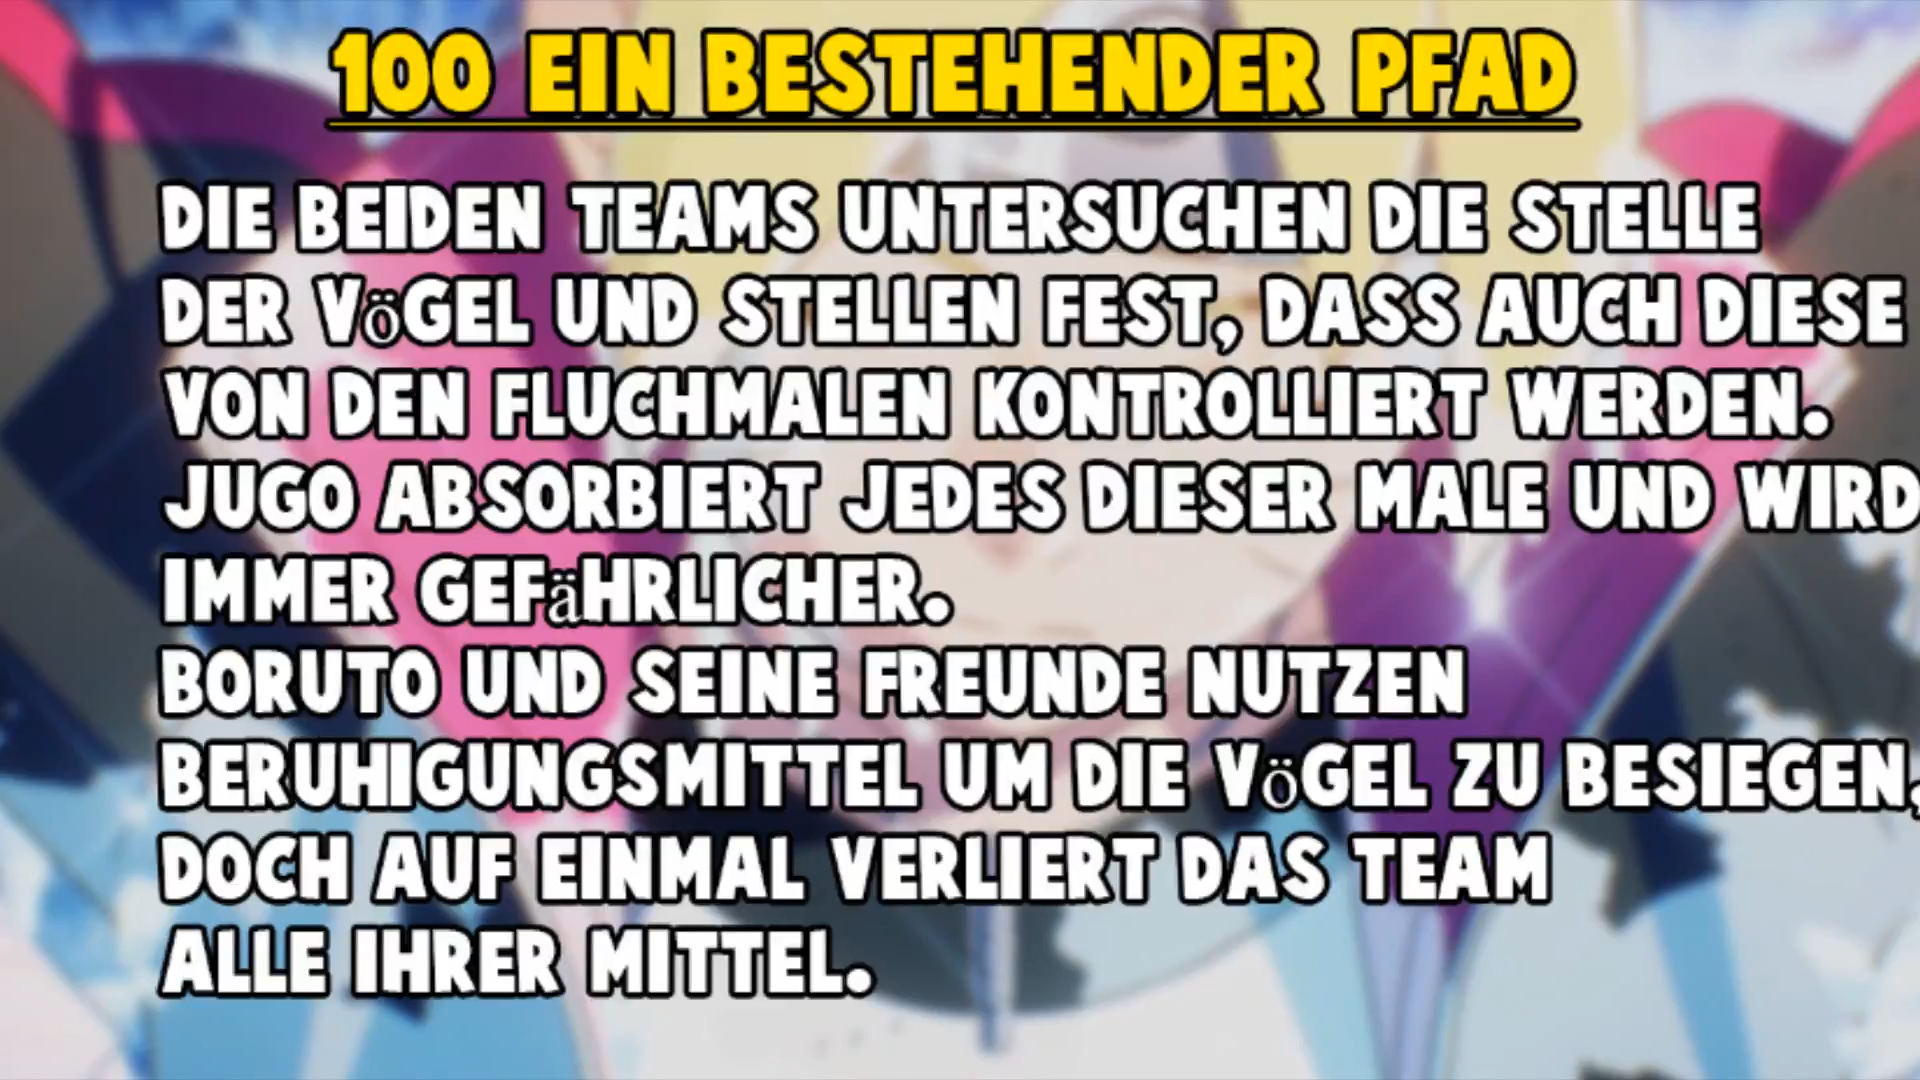 100 EIN BESTEHENDER PFAD
DIE BEIDEN TEAMS UNTERSUCHEN DIE STELLE
DER VöGEL UND STELLEN FEST, DASS AUCH DIESE
VON DEN FLUCHMALEN KONTROLLIERT WERDEN.
JUGO ABSORBIERT JEDES DIESER MALE UND WIRD
IMMER GEFäHRLICHER.
BORUTO UND SEINE FREUNDE NUTZEN
BERUHIGUNGSMITTEL UM DIE VöGEL ZU BESIEGEN,
DOCH AUF EINMAL VERLIERT DAS TEAM
ALLE IHRER MITTEL.